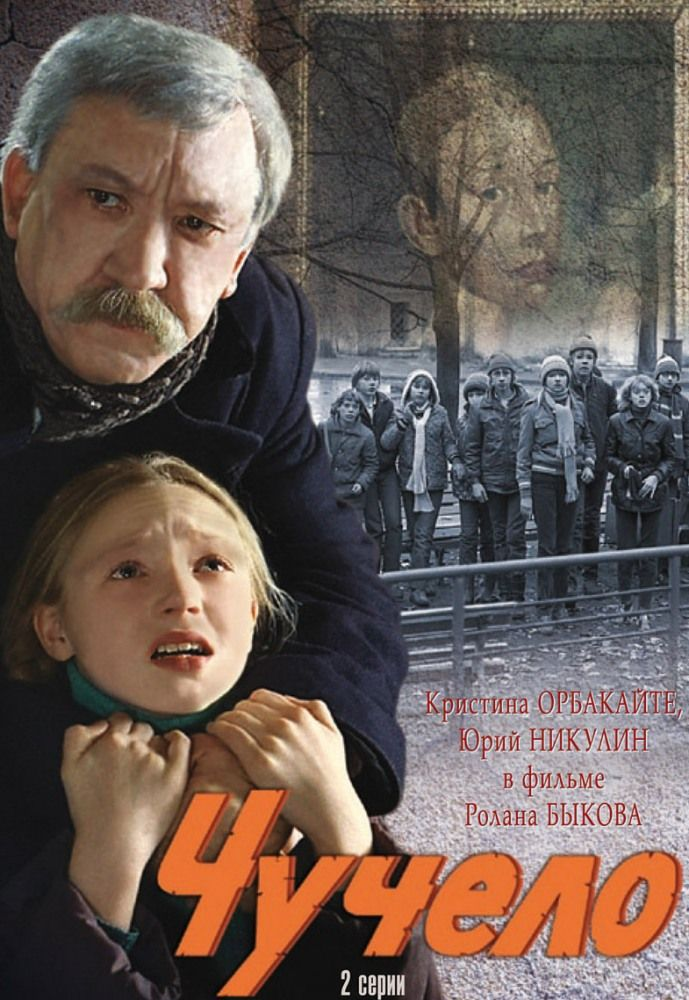 Кристина ОРБАКАЙТЕ,
Юрий НИКУЛИН
в фильме
Ролана БЫКОВА
Чучело
2 серии